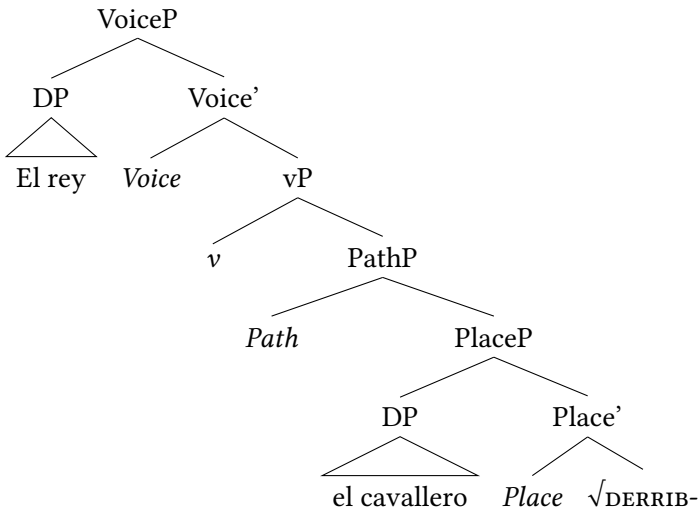 VoiceP
DP Voice’
El rey Voice vP
v PathP
Path PlaceP
DP Place’
el cavallero Place √DERRIB-